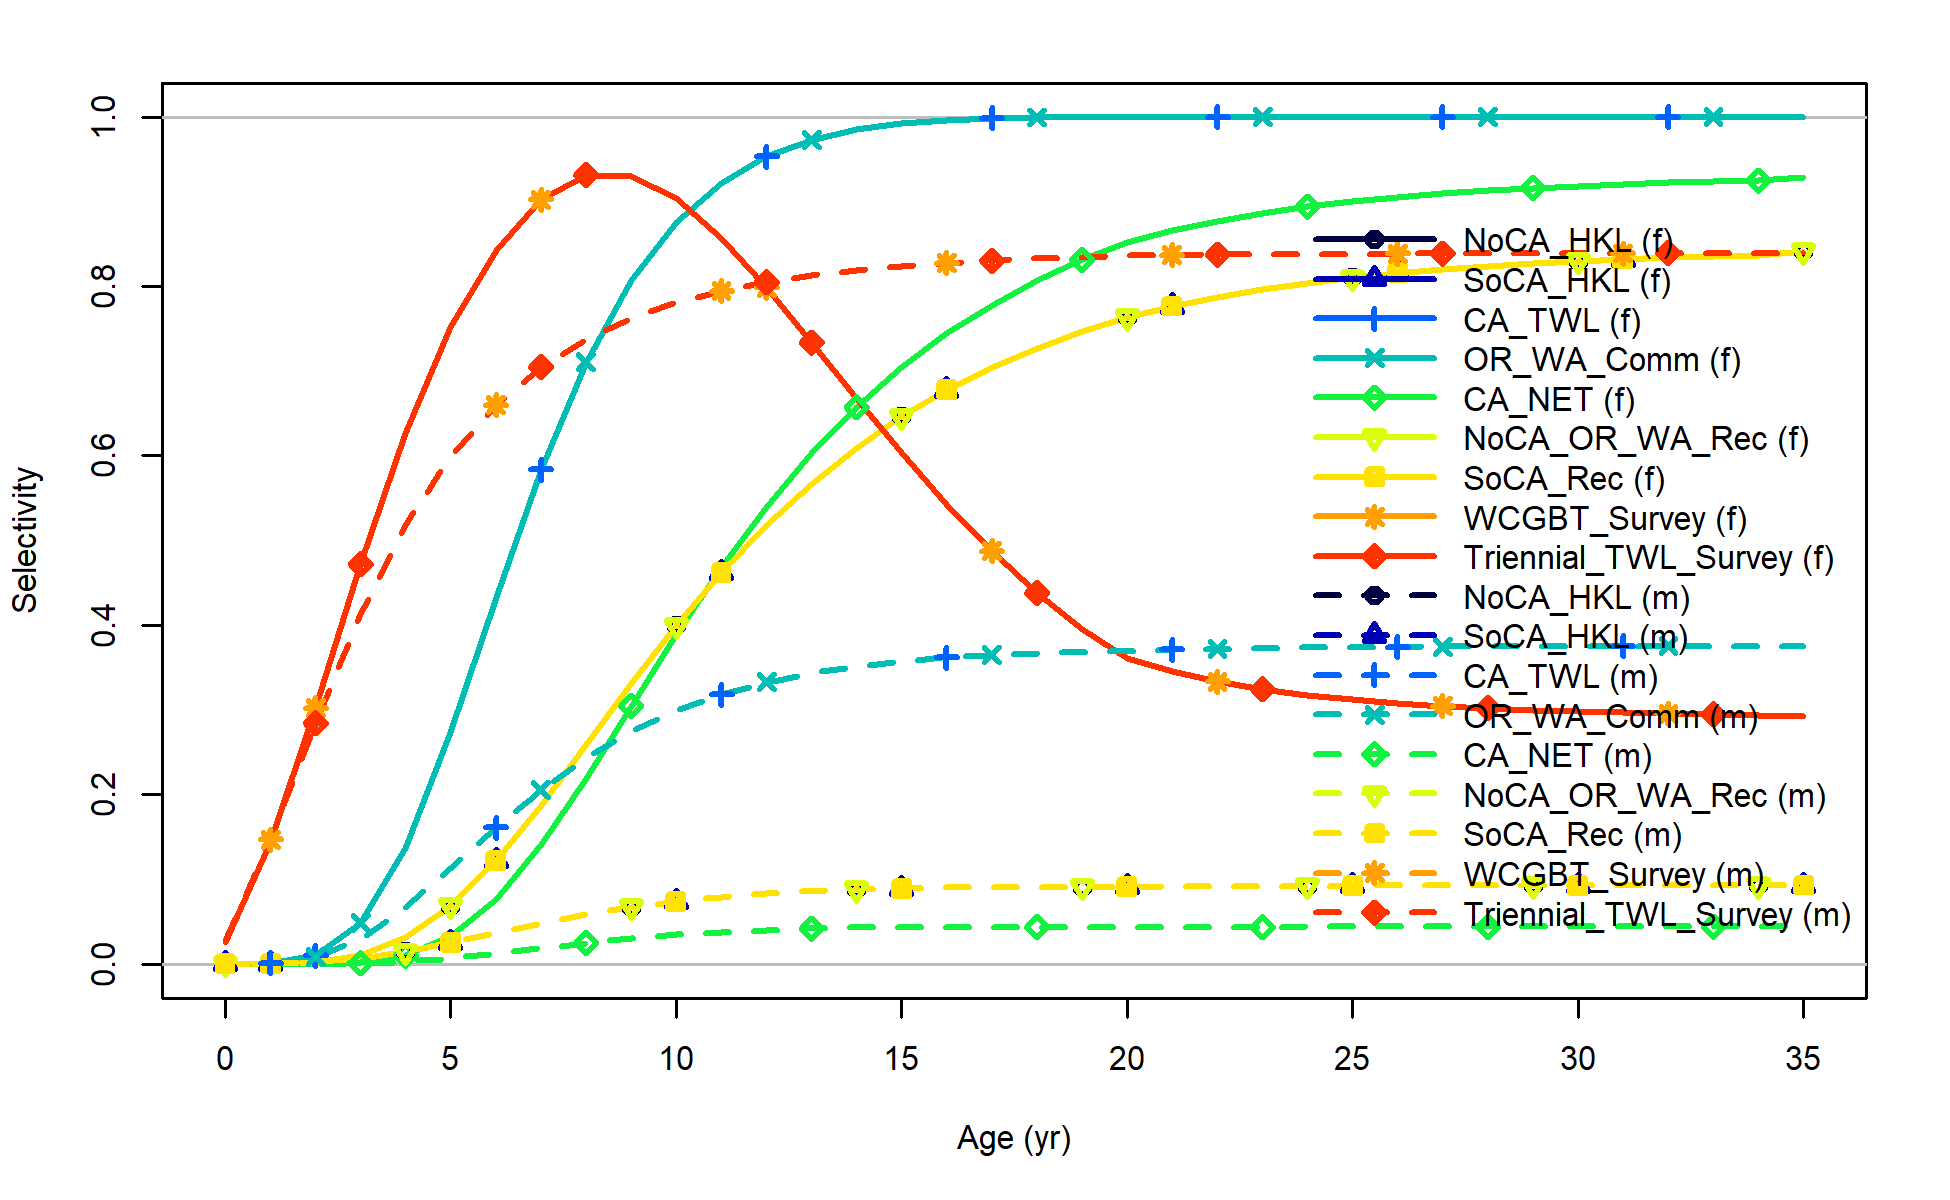 1.0
0.8
0.6
0.4
0.2
0.0
Selectivity
NoCA_HKL (f)
SoCA_HKL (f)
CA_TWL (f)
OR_WA_Comm (f)
CA_NET (f)
NoCA_OR_WA_Rec (f)
SoCA_Rec (f)
WCGBT_Survey (f)
Triennial_TWL_Survey (f)
NoCA_HKL (m)
SoCA_HKL (m)
CA_TWL (m)
OR_WA_Comm (m)
CA_NET (m)
NoCA_OR_WA_Rec (m)
SoCA_Rec (m)
WCGBT_Survey (m)
Triennial_TWL_Survey (m)
0 5 10 15 20 25 30 35
Age (yr)